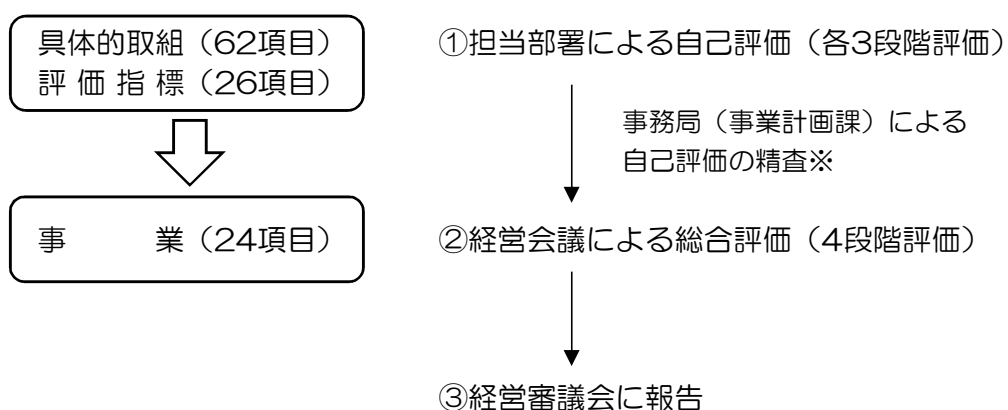 具体的取組（62項目）
評 価 指 標（26項目）
①担当部署による自己評価（各3段階評価）
事務局（事業計画課）による
自己評価の精査※
事　　　業（24項目）
②経営会議による総合評価（4段階評価）
③経営審議会に報告